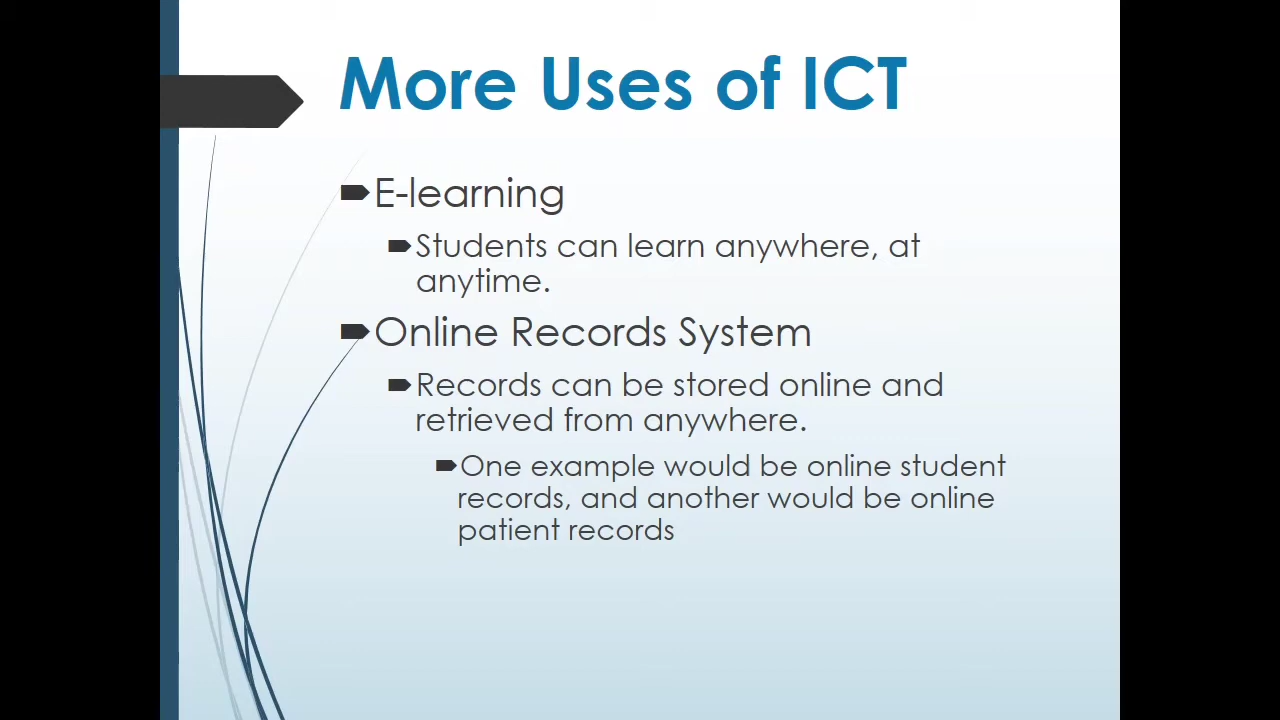 More Uses of ICT
E-learning
Students can learn anywhere, at
anytime.
Online Records System
Records can be stored online and
retrieved from anywhere.
One example would be online student
records, and another would be online
patient records